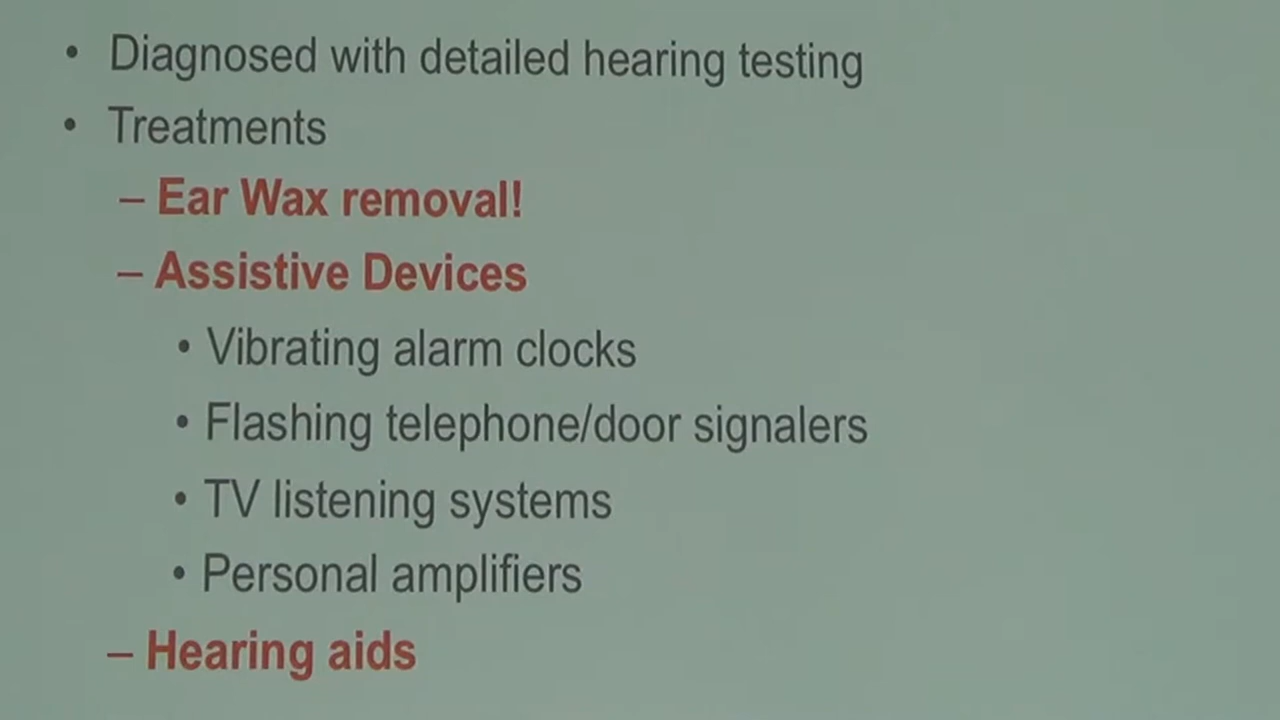 • Diagnosed with detailed hearing testing
• Treatments
– Ear Wax removal!
– Assistive Devices
• Vibrating alarm clocks
• Flashing telephone/door signalers
• TV listening systems
• Personal amplifiers
– Hearing aids